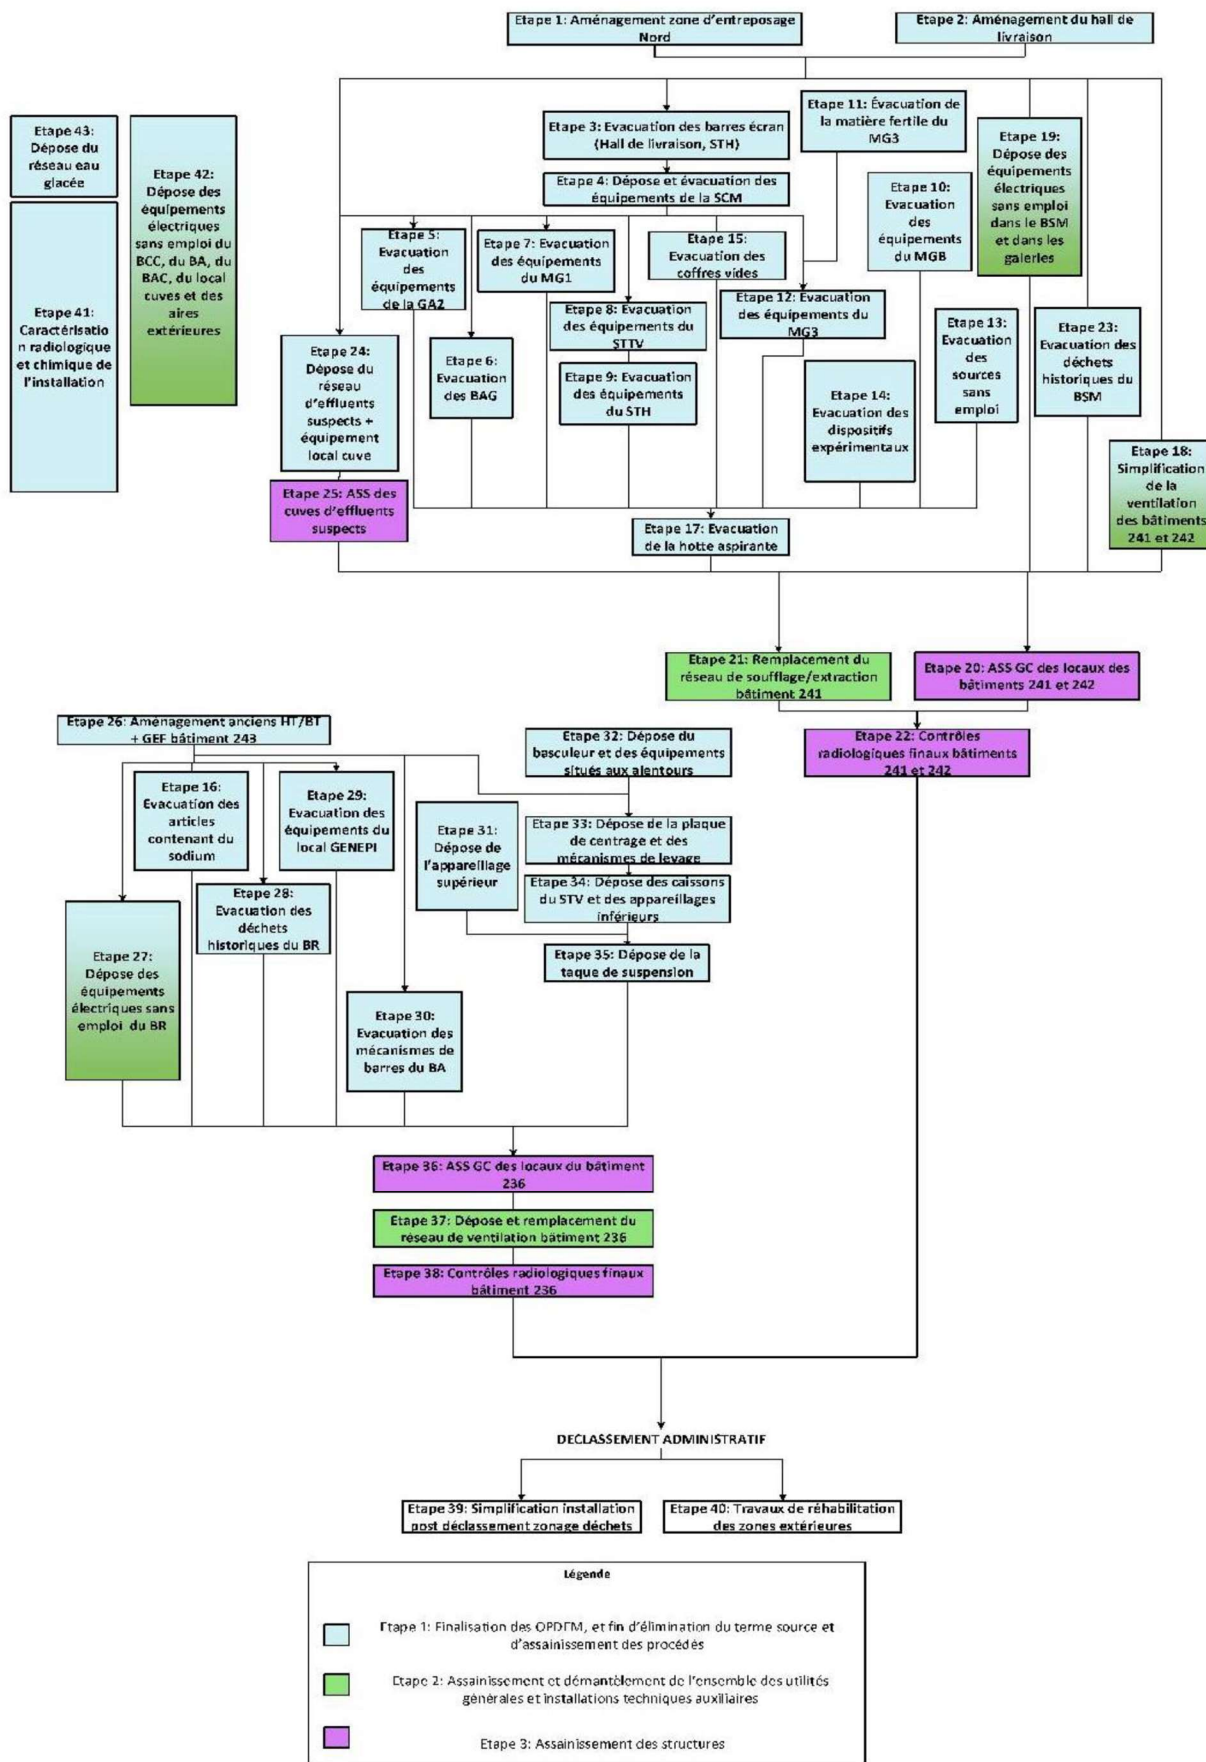 Etape 1: Aménagement zone d'entreposage
Nord
Etape 2: Aménagement du hall de
livraison
Etape 43:
Dépose du
réseau eau
glacée
Etape 42:
Dépose des
équipements
électriques
sans emploi du
BCC, du BA, du
BAC, du local
cuves et des
aires
extérieures
Etape 41:
Caractérisatio
n radiologique
et chimique de
l'installation
Etape 3: Evacuation des barres écran
(Hall de livraison, STH)
Etape 11: Évacuation de
la matière fertile du
MG3
Etape 19:
Dépose des
équipements
électriques
sans emploi
dans le BSM
et dans les
galeries
Etape 4: Dépose et évacuation des
équipements de la SCM
Etape 10:
Evacuation
des
équipements
du MGB
Etape 5:
Evacuation
des
équipements
de la GA2
Etape 7: Evacuation
des équipements
du MG1
Etape 15:
Evacuation des
coffres vides
Etape 12: Evacuation
des équipements du
MG3
Etape 8: Evacuation
des équipements du
STTV
Etape 13:
Evacuation
des
sources
sans
emploi
Etape 23:
Evacuation des
déchets
historiques du
BSM
Etape 24:
Dépose du
réseau
d'effluents
suspects +
équipement
local cuve
Etape 6:
Evacuation
des BAG
Etape 9: Evacuation
des équipements
du STH
Etape 14:
Evacuation des
dispositifs
expérimentaux
Etape 18:
Simplification
de la
ventilation
des bâtiments
241 et 242
Etape 25: ASS des
cuves d'effluents
suspects
Etape 17: Evacuation
de la hotte aspirante
Etape 21: Remplacement du
réseau de soufflage/extraction
bâtiment 241
Etape 20: ASS GC des locaux des
bâtiments 241 et 242
Etape 26: Aménagement anciens HT/BT
+ GEF bâtiment 243
Etape 32: Dépose du
basculeur et des équipements
situés aux alentours
Etape 22: Contrôles
radiologiques finaux bâtiments
241 et 242
Etape 16:
Evacuation des
articles
contenant du
sodium
Etape 29:
Evacuation des
équipements du
local GENEPI
Etape 31:
Dépose de
l'appareillage
supérieur
Etape 33: Dépose de la plaque
de centrage et des
mécanismes de levage
Etape 34: Dépose des caissons
du STV et des appareillages
inférieurs
Etape 28:
Evacuation des
déchets
historiques du BR
Etape 27:
Dépose des
équipements
électriques sans
emploi du BR
Etape 35: Dépose de la
taque de suspension
Etape 30:
Evacuation des
mécanismes de
barres du BA
Etape 36: ASS GC des locaux du bâtiment
236
Etape 37: Dépose et remplacement du
réseau de ventilation bâtiment 236
Etape 38: Contrôles radiologiques finaux
bâtiment 236
DECLASSEMENT ADMINISTRATIF
Etape 39: Simplification installation
post déclassement zonage déchets
Etape 40: Travaux de réhabilitation
des zones extérieures
Légende
Etape 1: Finalisation des OPDEM, et fin d'élimination du terme source et
d'assainissement des procédés
Etape 2: Assainissement et démantèlement de l'ensemble des utilités
générales et installations techniques auxiliaires
Etape 3: Assainissement des structures